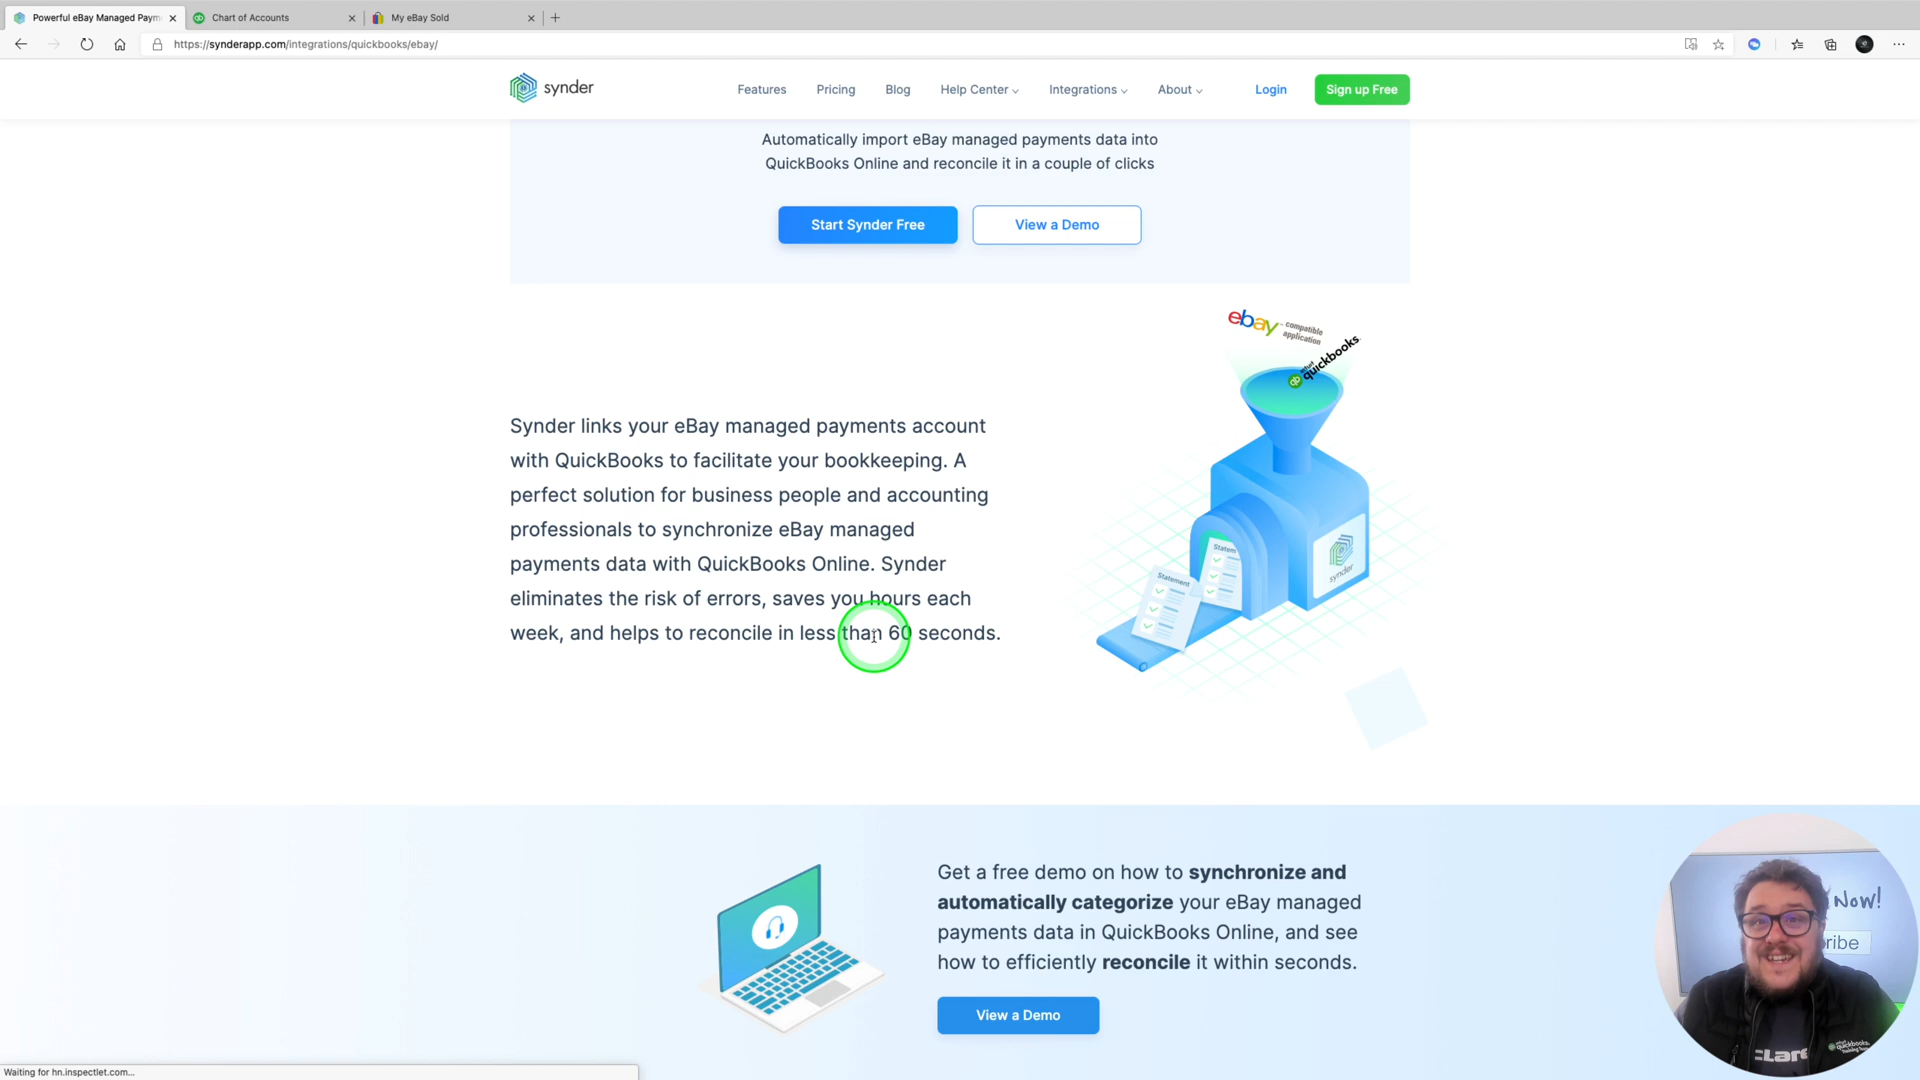 Powerful eBay Managed Paym
Chart of Accounts
My eBay Sold
https://synderapp.com/integrations/quickbooks/ebay/
synder
Features
Pricing
Blog
Help Center
Integrations
About
Login
Sign up Free
Automatically import eBay managed payments data into
QuickBooks Online and reconcile it in a couple of clicks
Start Synder Free
View a Demo
ebay compatible
application
quickbooks
Synder links your eBay managed payments account
with QuickBooks to facilitate your bookkeeping. A
perfect solution for business people and accounting
professionals to synchronize eBay managed
payments data with QuickBooks Online. Synder
eliminates the risk of errors, saves you hours each
week, and helps to reconcile in less than 60 seconds.
Statem
Statement
synder
Get a free demo on how to synchronize and
automatically categorize your eBay managed
payments data in QuickBooks Online, and see
how to efficiently reconcile it within seconds.
View a Demo
Now!
ribe
CLARE
quickbooks
Waiting for hn.inspectlet.com...